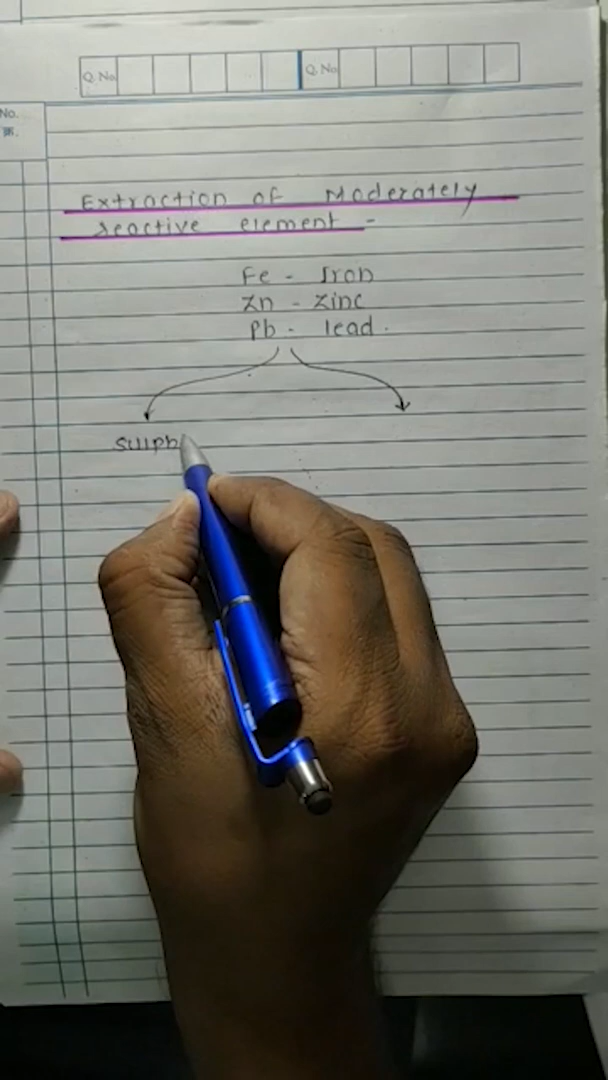 Q. No. Q. No.
No.
Extraction of Moderately
reactive element -
Fe - Iron
Zn - Zinc
Pb - lead.
Sulph